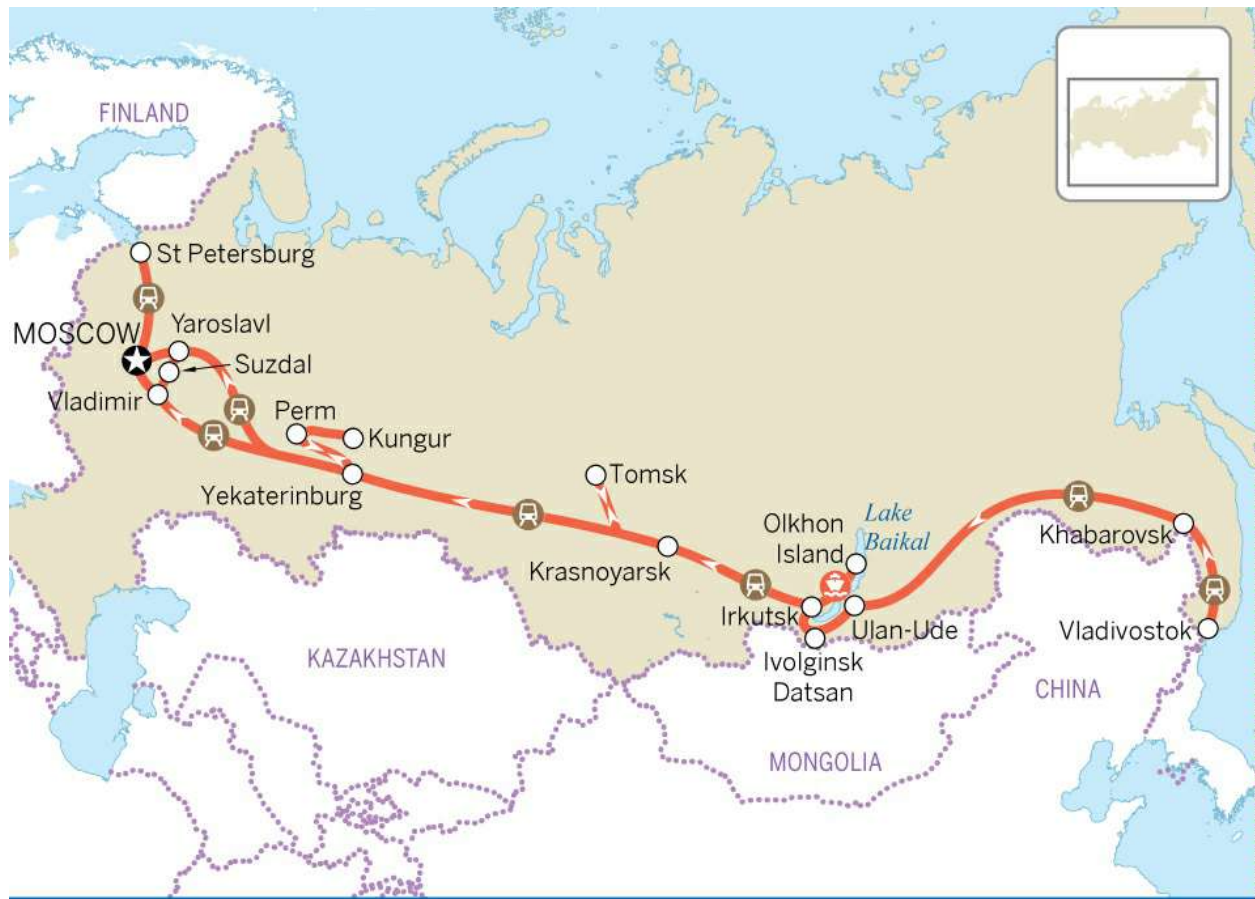 FINLAND
St Petersburg
MOSCOW
Yaroslavl
Suzdal
Vladimir
Perm
Kungur
Yekaterinburg
Tomsk
Krasnoyarsk
Olkhon
Island
Lake
Baikal
Irkutsk
Ulan-Ude
Ivolginsk
Datsan
Khabarovsk
Vladivostok
KAZAKHSTAN
MONGOLIA
CHINA